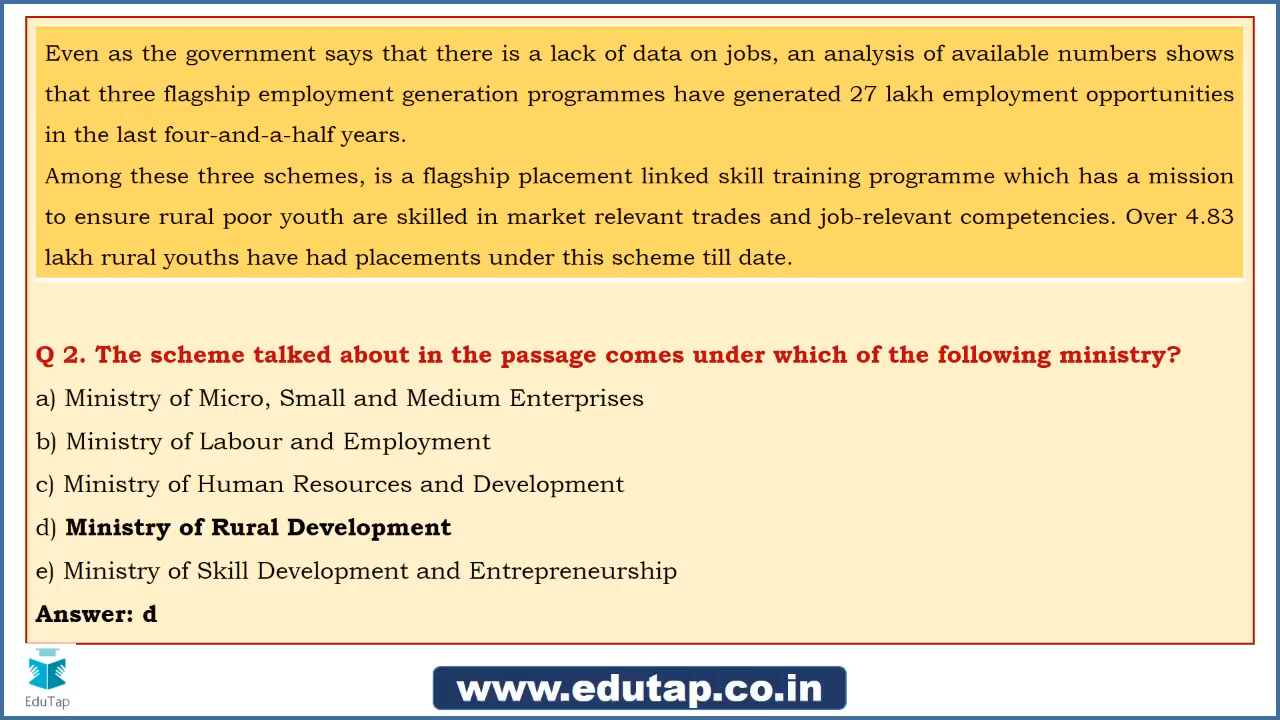 Even as the government says that there is a lack of data on jobs, an analysis of available numbers shows
that three flagship employment generation programmes have generated 27 lakh employment opportunities
in the last four-and-a-half years.
Among these three schemes, is a flagship placement linked skill training programme which has a mission
to ensure rural poor youth are skilled in market relevant trades and job-relevant competencies. Over 4.83
lakh rural youths have had placements under this scheme till date.
Q 2. The scheme talked about in the passage comes under which of the following ministry?
a) Ministry of Micro, Small and Medium Enterprises
b) Ministry of Labour and Employment
c) Ministry of Human Resources and Development
d) Ministry of Rural Development
e) Ministry of Skill Development and Entrepreneurship
Answer: d
EduTap
www.edutap.co.in